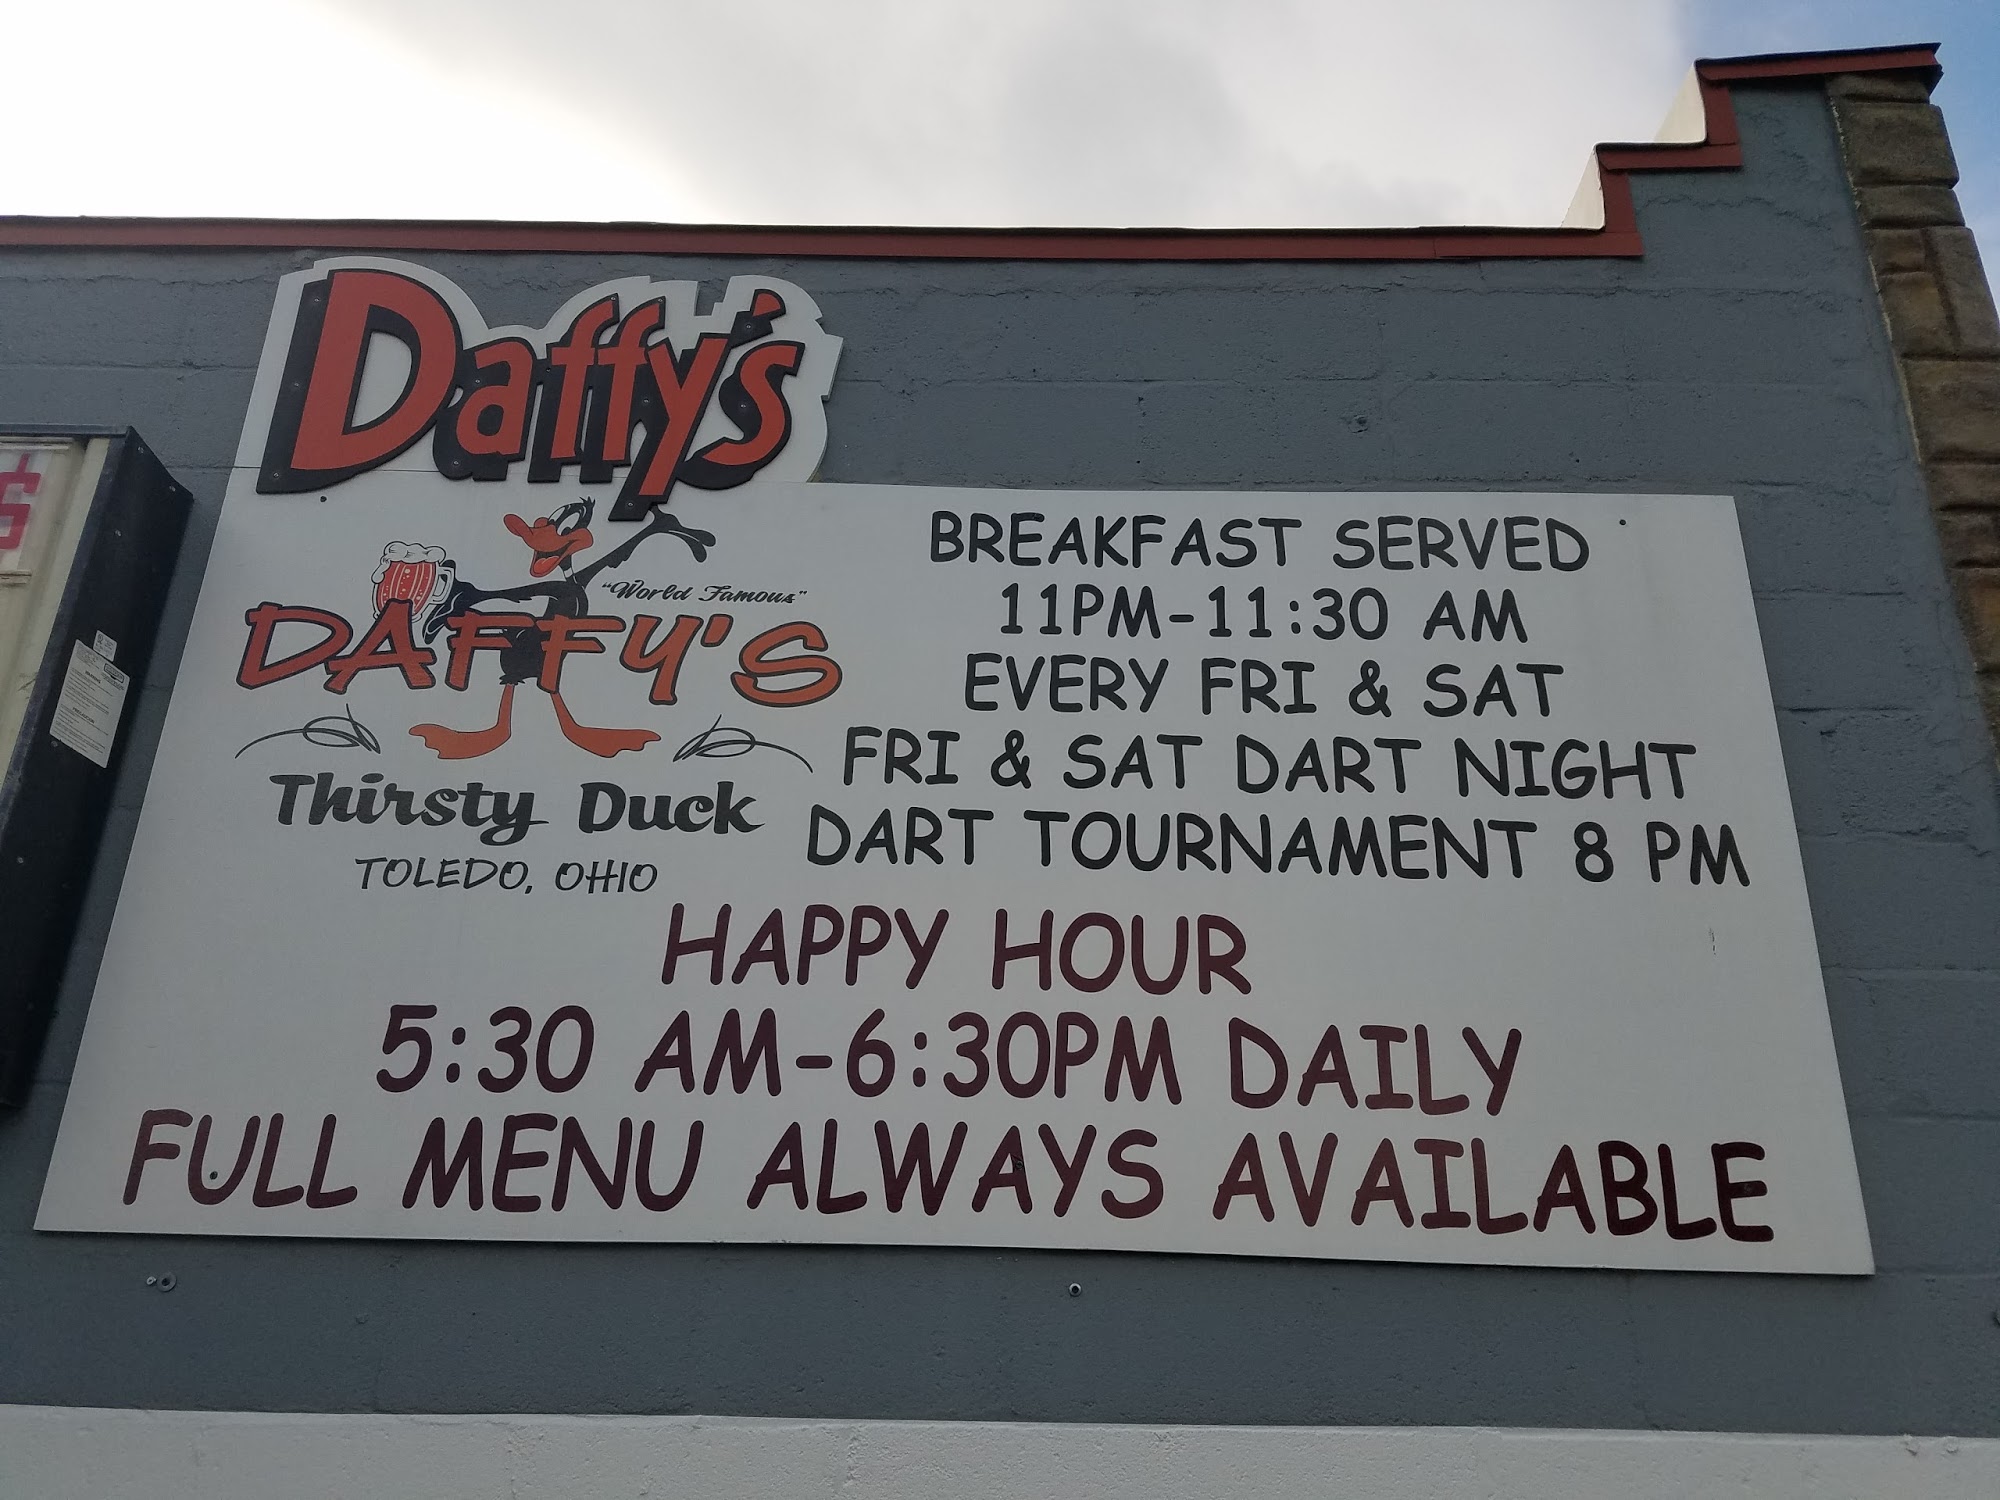 Daffy's
"World Famous"
DAFFY'S
Thirsty Duck
TOLEDO, OHIO
BREAKFAST SERVED
11PM-11:30 AM
EVERY FRI & SAT
FRI & SAT DART NIGHT
DART TOURNAMENT 8 PM
HAPPY HOUR
5:30 AM-6:30PM DAILY
FULL MENU ALWAYS AVAILABLE